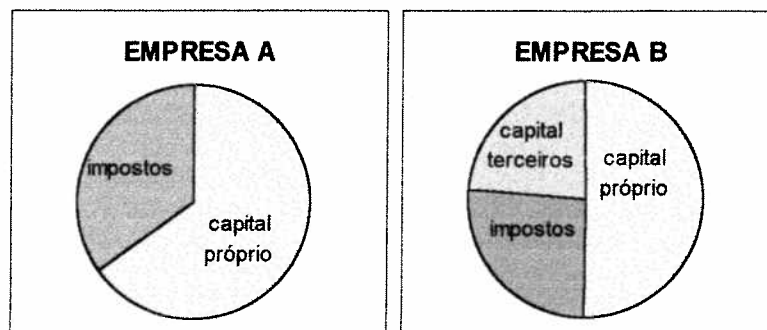 EMPRESA A
impostos
capital
próprio
EMPRESA B
capital
terceiros
capital
próprio
impostos